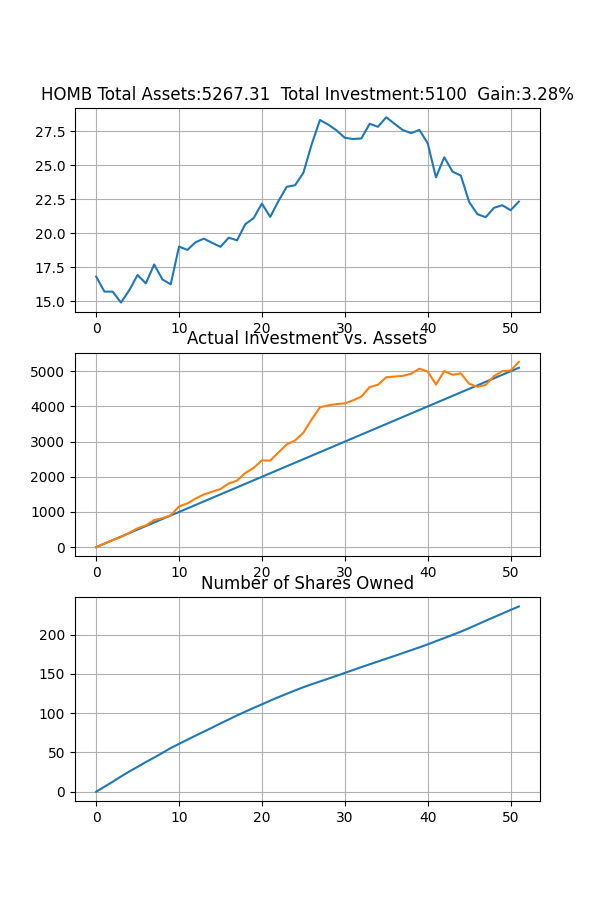 HOMB Total Assets:5267.31  Total Investment:5100  Gain:3.28%
27.5
25.0
22.5
20.0
17.5
15.0
0 10 20 30 40 50
Actual Investment vs. Assets
5000
4000
3000
2000
1000
0
0 10 20 30 40 50
Number of Shares Owned
200
150
100
50
0
0 10 20 30 40 50